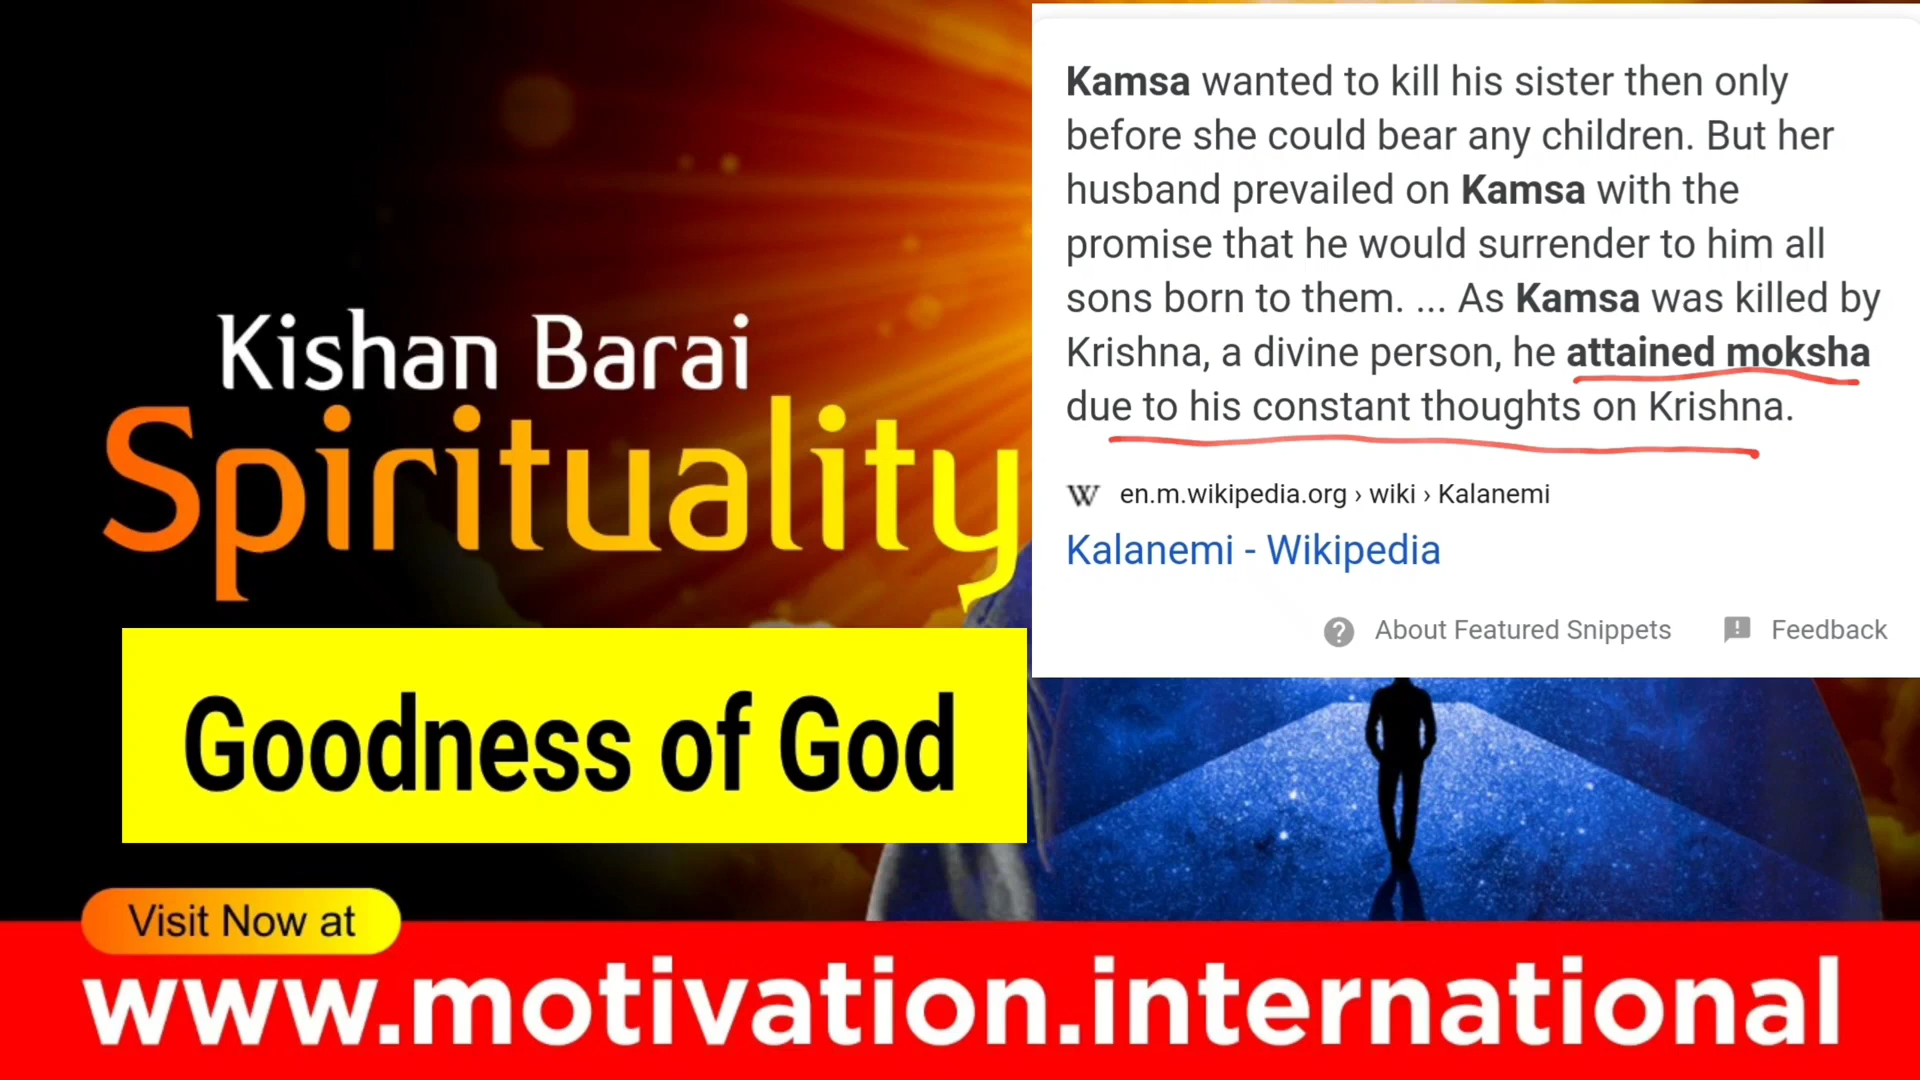 Kishan Barai
Spirituality
Goodness of God
Kamsa wanted to kill his sister then only
before she could bear any children. But her
husband prevailed on Kamsa with the
promise that he would surrender to him all
sons born to them. ... As Kamsa was killed by
Krishna, a divine person, he attained moksha
due to his constant thoughts on Krishna.
W en.m.wikipedia.org › wiki › Kalanemi
Kalanemi - Wikipedia
? About Featured Snippets ! Feedback
Visit Now at
www.motivation.international